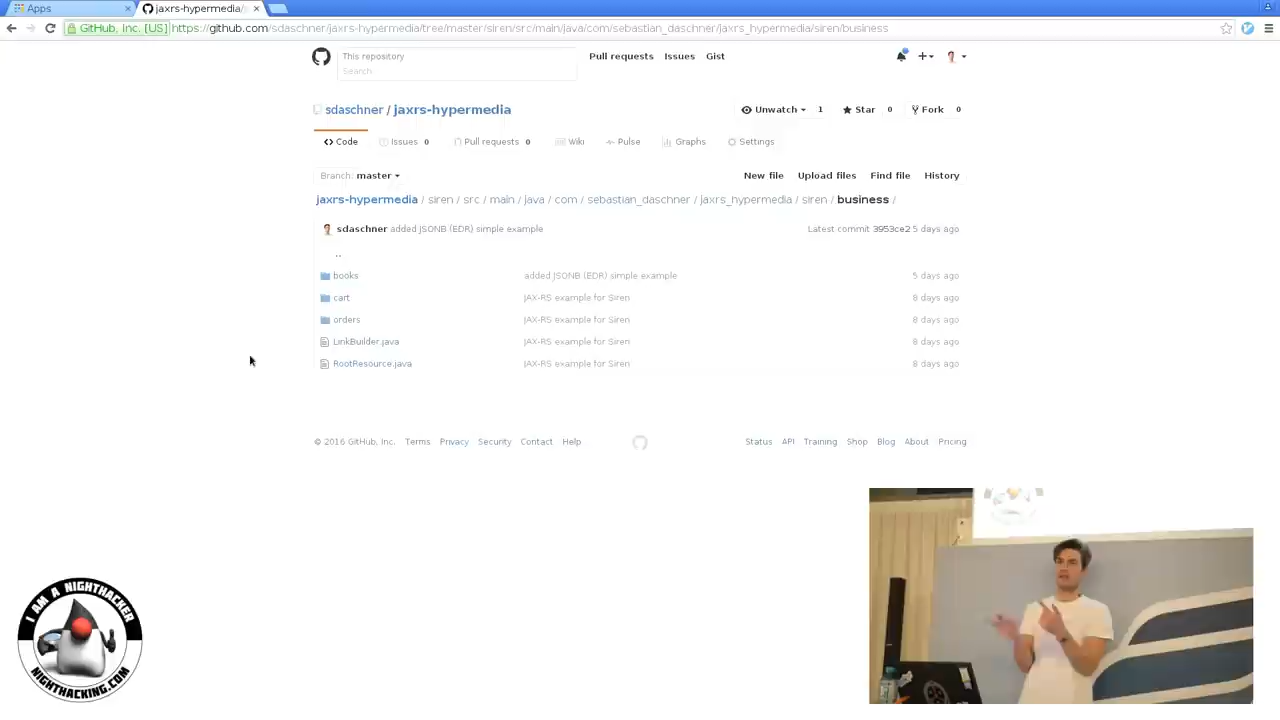 Apps
jaxrs-hypermedia/s
GitHub, Inc. [US] https://github.com/sdaschner/jaxrs-hypermedia/tree/master/siren/src/main/java/com/sebastian_daschner/jaxrs_hypermedia/siren/business
This repository
Search
Pull requests Issues Gist
sdaschner / jaxrs-hypermedia
Unwatch 1 Star 0 Fork 0
Code Issues 0 Pull requests 0 Wiki Pulse Graphs Settings
Branch: master
New file Upload files Find file History
jaxrs-hypermedia / siren / src / main / java / com / sebastian_daschner / jaxrs_hypermedia / siren / business /
sdaschner added JSONB (EDR) simple example Latest commit 3953ce2 5 days ago
..
books added JSONB (EDR) simple example 5 days ago
cart JAX-RS example for Siren 8 days ago
orders JAX-RS example for Siren 8 days ago
LinkBuilder.java JAX-RS example for Siren 8 days ago
RootResource.java JAX-RS example for Siren 8 days ago
© 2016 GitHub, Inc. Terms Privacy Security Contact Help
Status API Training Shop Blog About Pricing
I AM A NIGHTHACKER
NIGHTHACKING.COM